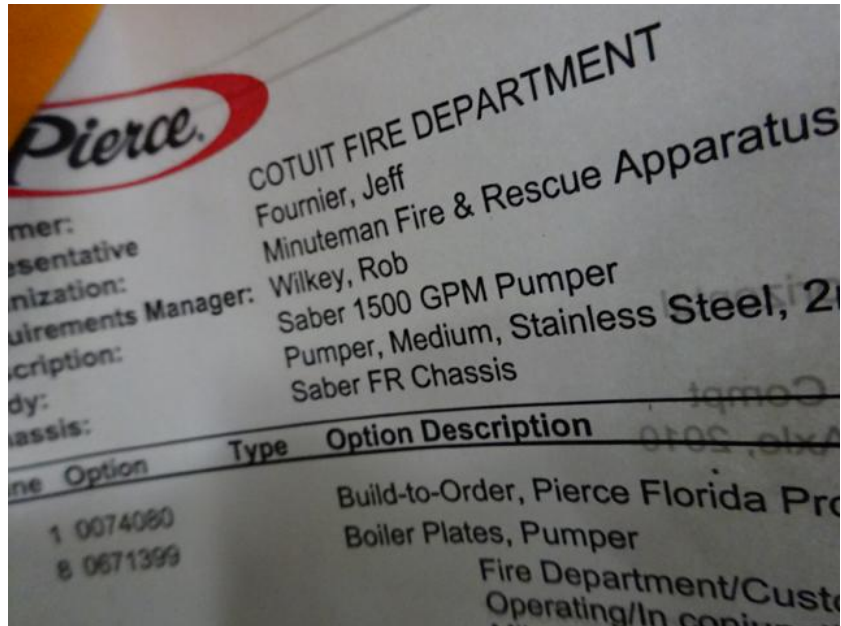 Pierce
mer: COTUIT FIRE DEPARTMENT
esentative Fournier, Jeff
nization: Minuteman Fire & Rescue Apparatus
uirements Manager: Wilkey, Rob
cription: Saber 1500 GPM Pumper
dy: Pumper, Medium, Stainless Steel, 2
assis: Saber FR Chassis
ne Option Type Option Description
1 0074080 Build-to-Order, Pierce Florida Pro
8 0671399 Boiler Plates, Pumper
Fire Department/Custo
Operating/In